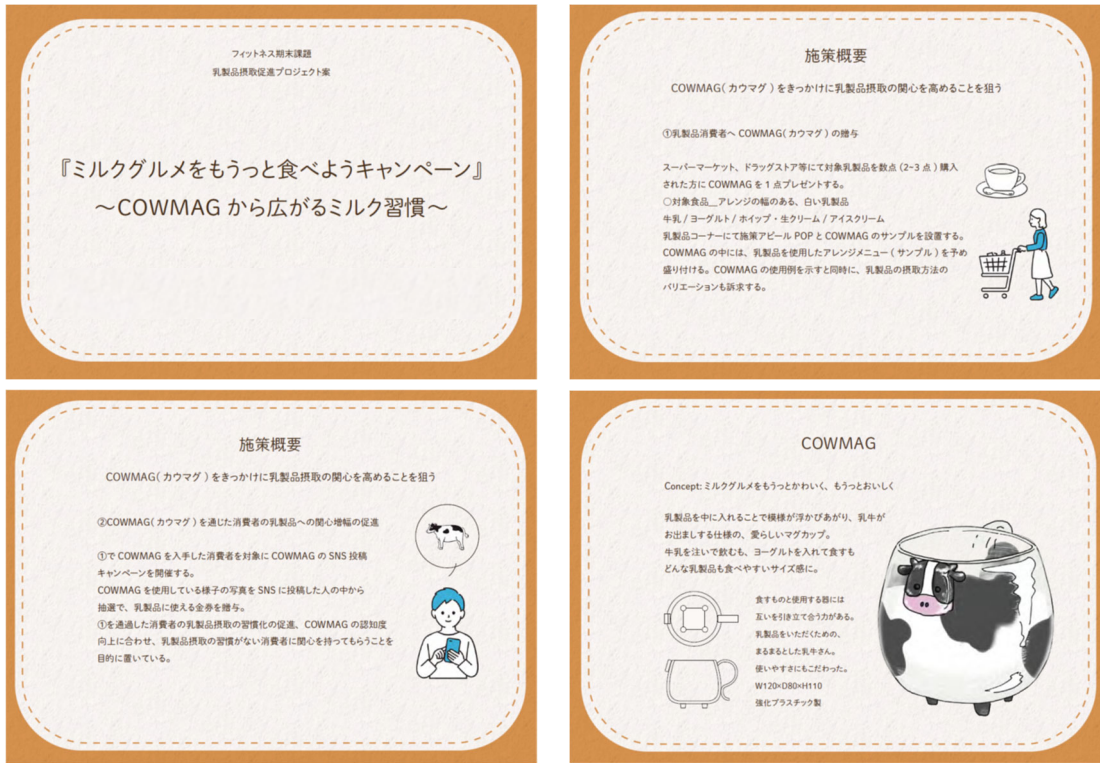 フィットネス期末課題
乳製品摂取促進プロジェクト案
『ミルクグルメをもうっと食べようキャンペーン』
～COWMAG から広がるミルク習慣～
施策概要
COWMAG( カウマグ ) をきっかけに乳製品摂取の関心を高めることを狙う
①乳製品消費者へ COWMAG( カウマグ ) の贈与
スーパーマーケット、ドラッグストア等にて対象乳製品を数点 (2-3 点 ) 購入
された方に COWMAG を 1 点プレゼントする。
○対象食品＿アレンジの幅のある、白い乳製品
牛乳 / ヨーグルト / ホイップ・生クリーム / アイスクリーム
乳製品コーナーにて施策アピール POP と COWMAG のサンプルを設置する。
COWMAG の中には、乳製品を使用したアレンジメニュー ( サンプル ) を予め
盛り付ける。COWMAG の使用例を示すと同時に、乳製品の摂取方法の
バリエーションも訴求する。
施策概要
COWMAG( カウマグ ) をきっかけに乳製品摂取の関心を高めることを狙う
②COWMAG( カウマグ ) を通じた消費者の乳製品への関心増幅の促進
①で COWMAG を入手した消費者を対象に COWMAG の SNS 投稿
キャンペーンを開催する。
COWMAG を使用している様子の写真を SNS に投稿した人の中から
抽選で、乳製品に使える金券を贈与。
①を通過した消費者の乳製品摂取の習慣化の促進、COWMAG の認知度
向上に合わせ、乳製品摂取の習慣がない消費者に関心を持ってもらうことを
目的に置いている。
COWMAG
Concept: ミルクグルメをもうっとかわいく、もうっとおいしく
乳製品を中に入れることで模様が浮かびあがり、乳牛が
お出ましする仕様の、愛らしいマグカップ。
牛乳を注いで飲むも、ヨーグルトを入れて食すも
どんな乳製品も食べやすいサイズ感に。
食すものと使用する器には
互いを引き立て合う力がある。
乳製品をいただくための、
まるまるとした乳牛さん。
使いやすさにもこだわった。
W120×D80×H110
強化プラスチック製